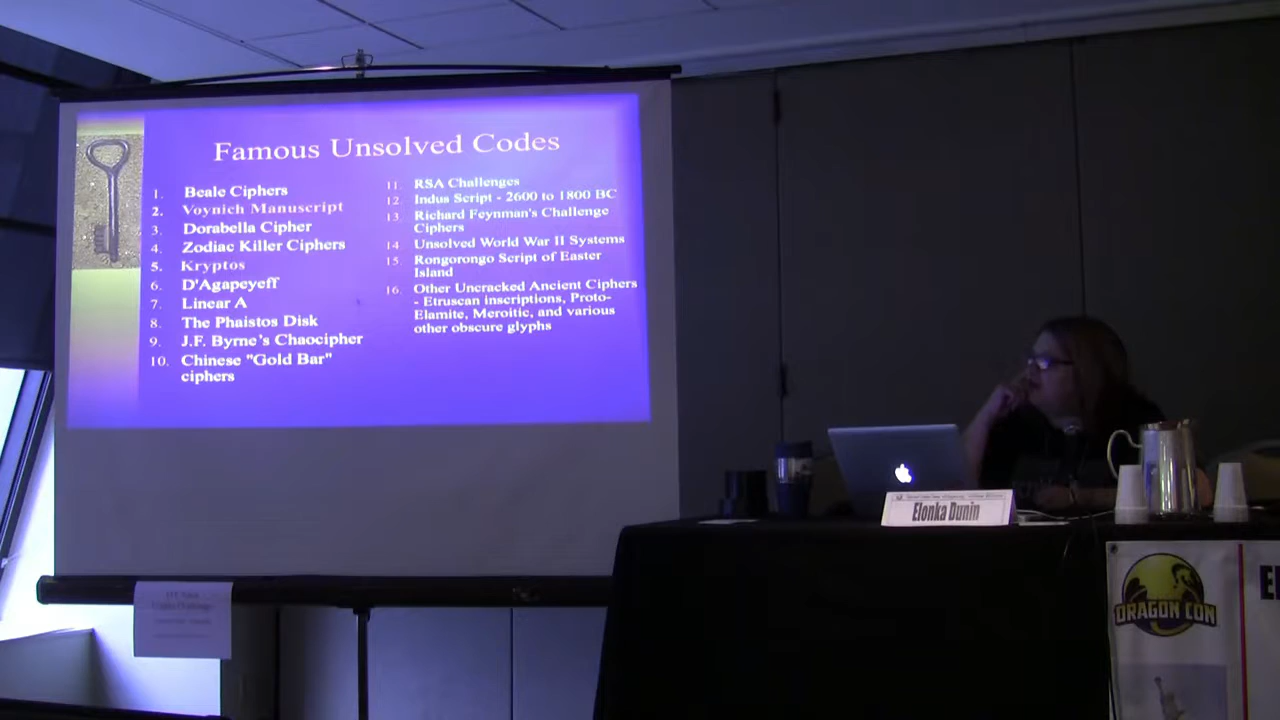 Famous Unsolved Codes
1. Beale Ciphers
2. Voynich Manuscript
3. Dorabella Cipher
4. Zodiac Killer Ciphers
5. Kryptos
6. D'Agapeyeff
7. Linear A
8. The Phaistos Disk
9. J.F. Byrne's Chaocipher
10. Chinese "Gold Bar"
ciphers
11. RSA Challenges
12. Indus Script - 2600 to 1800 BC
13. Richard Feynman's Challenge
Ciphers
14. Unsolved World War II Systems
15. Rongorongo Script of Easter
Island
16. Other Uncracked Ancient Ciphers
- Etruscan inscriptions, Proto-
Elamite, Meroitic, and various
other obscure glyphs
Elonka Dunin
DRAGON CON